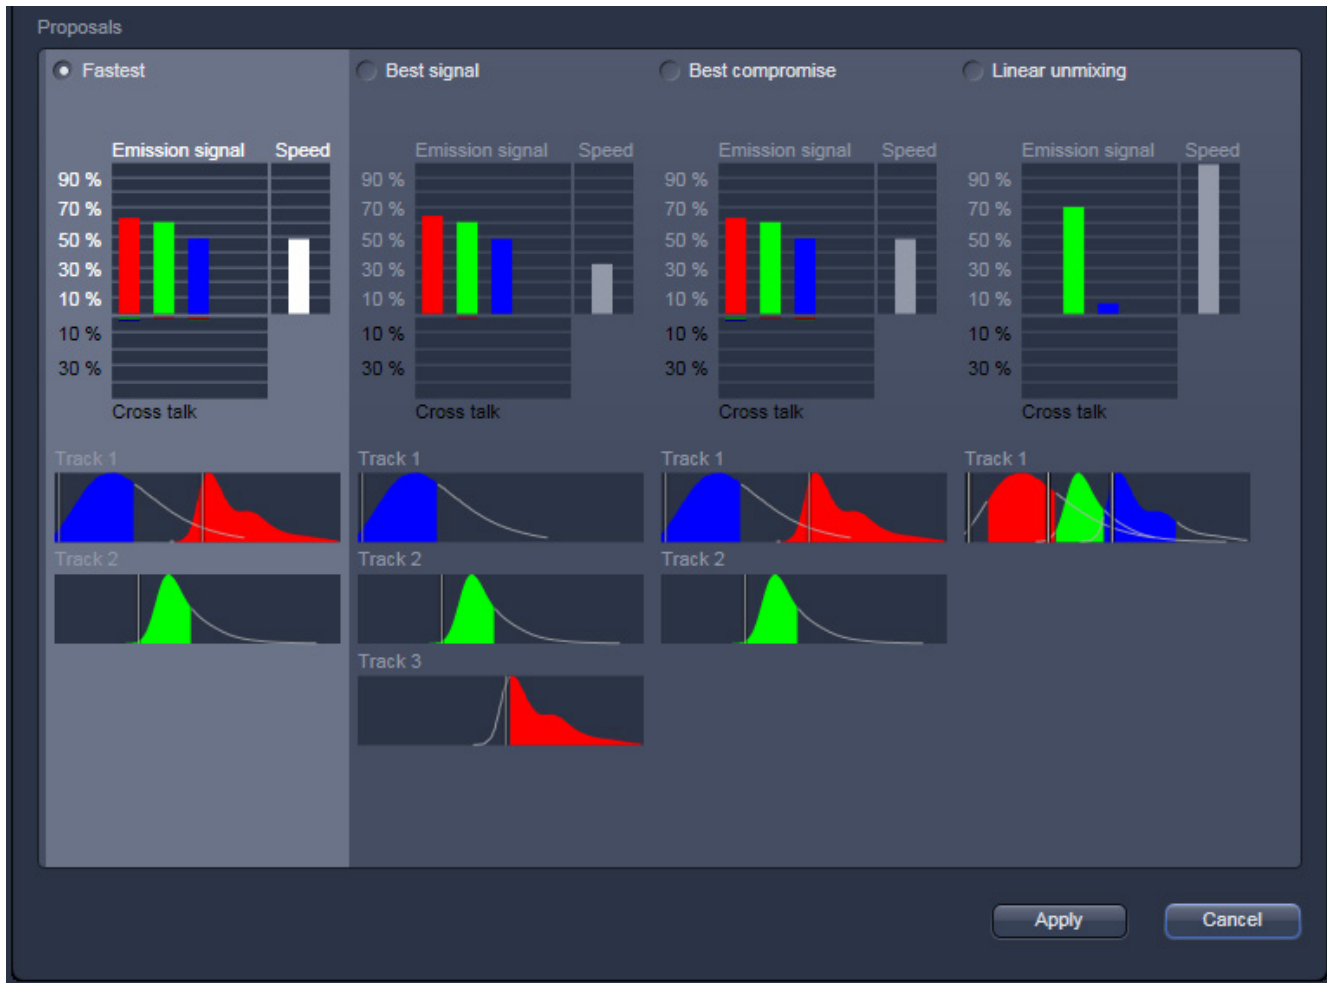 Proposals
Fastest Best signal Best compromise Linear unmixing
Emission signal Speed Emission signal Speed Emission signal Speed Emission signal Speed
90 % 90 % 90 % 90 %
70 % 70 % 70 % 70 %
50 % 50 % 50 % 50 %
30 % 30 % 30 % 30 %
10 % 10 % 10 % 10 %
10 % 10 % 10 % 10 %
30 % 30 % 30 % 30 %
Cross talk Cross talk Cross talk Cross talk
Track 1 Track 1 Track 1 Track 1
Track 2 Track 2 Track 2
Track 3
Apply Cancel